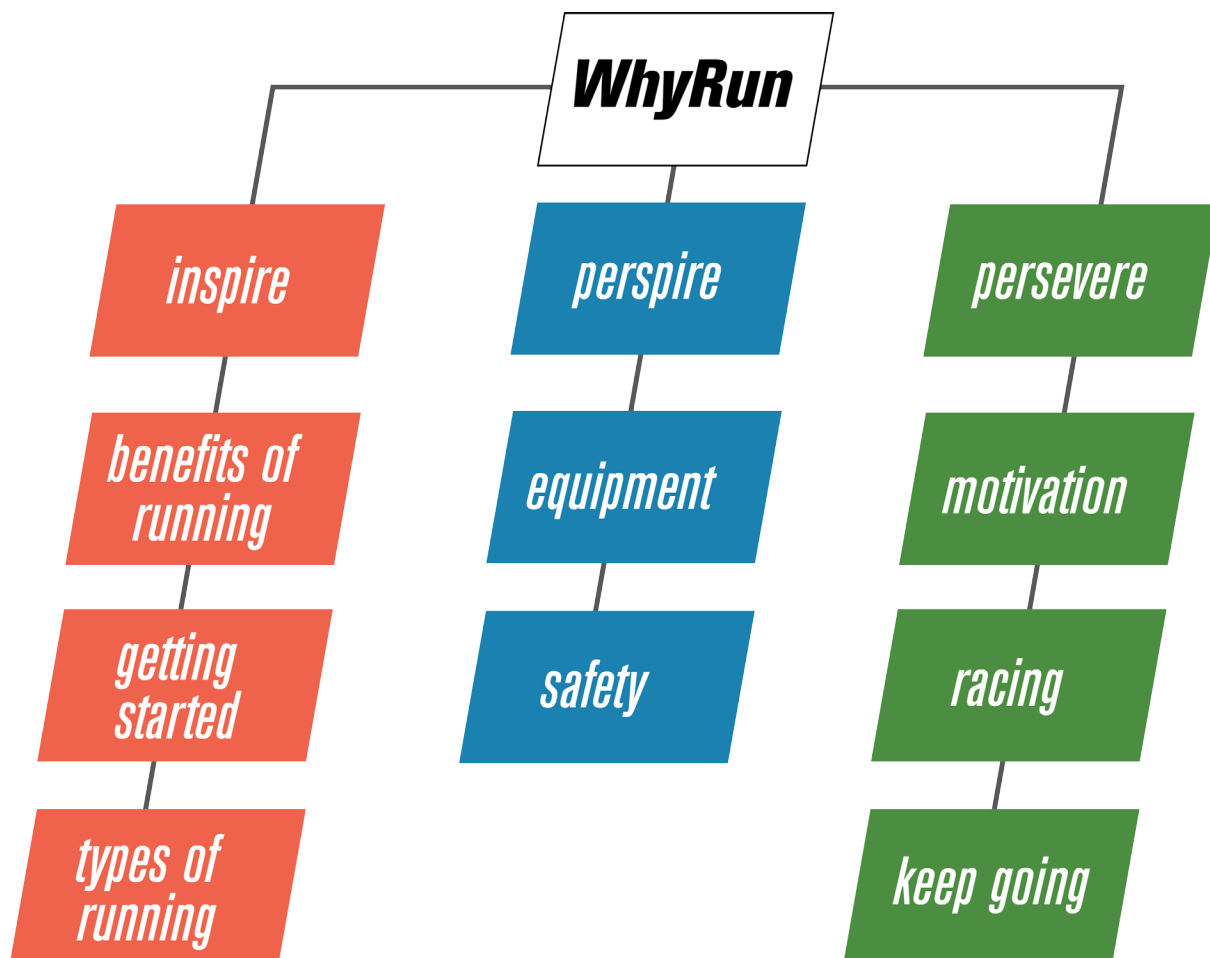 WhyRun
inspire
benefits of
running
getting
started
types of
running
perspire
equipment
safety
persevere
motivation
racing
keep going